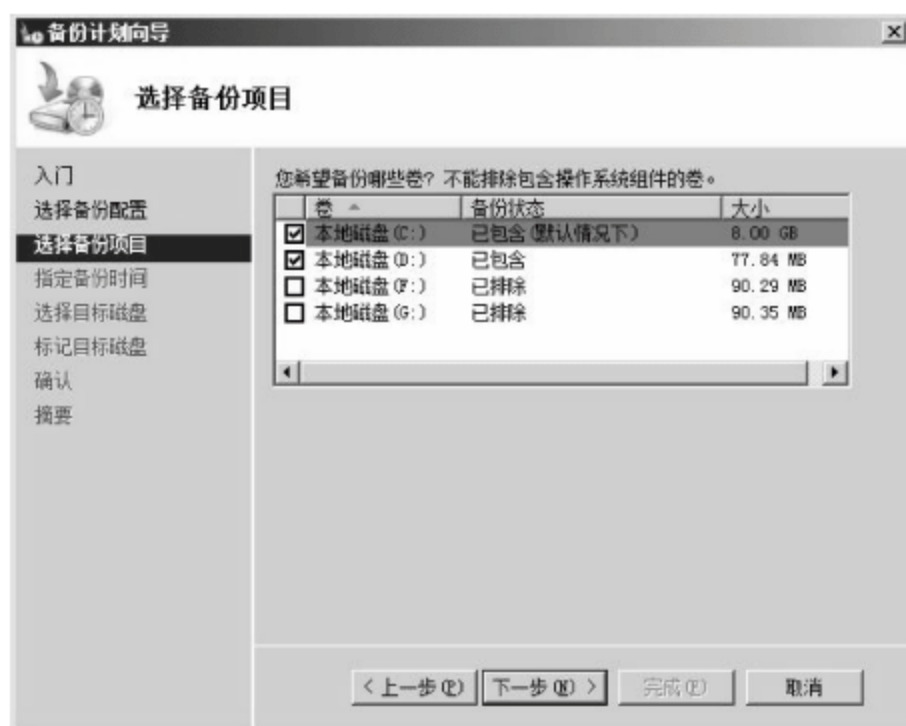 备份计划向导
选择备份项目
入门
选择备份配置
选择备份项目
指定备份时间
选择目标磁盘
标记目标磁盘
确认
摘要
您希望备份哪些卷? 不能排除包含操作系统组件的卷。
卷 备份状态 大小
本地磁盘(C:) 已包含(默认情况下) 8.00 GB
本地磁盘(D:) 已包含 77.84 MB
本地磁盘(F:) 已排除 90.29 MB
本地磁盘(G:) 已排除 90.35 MB
< 上一步(P) 下一步(N) > 完成(F) 取消